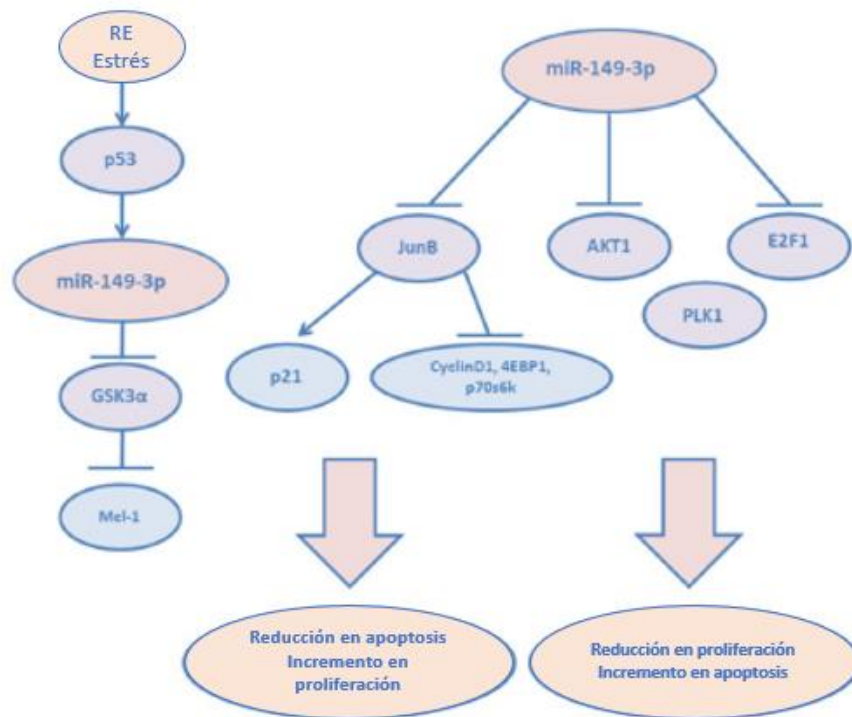 RE
Estrés
p53
miR-149-3p
GSK3α
Mcl-1
miR-149-3p
JunB
AKT1
E2F1
PLK1
p21
CyclinD1, 4EBP1,
p70s6k
Reducción en apoptosis
Incremento en
proliferación
Reducción en proliferación
Incremento en apoptosis